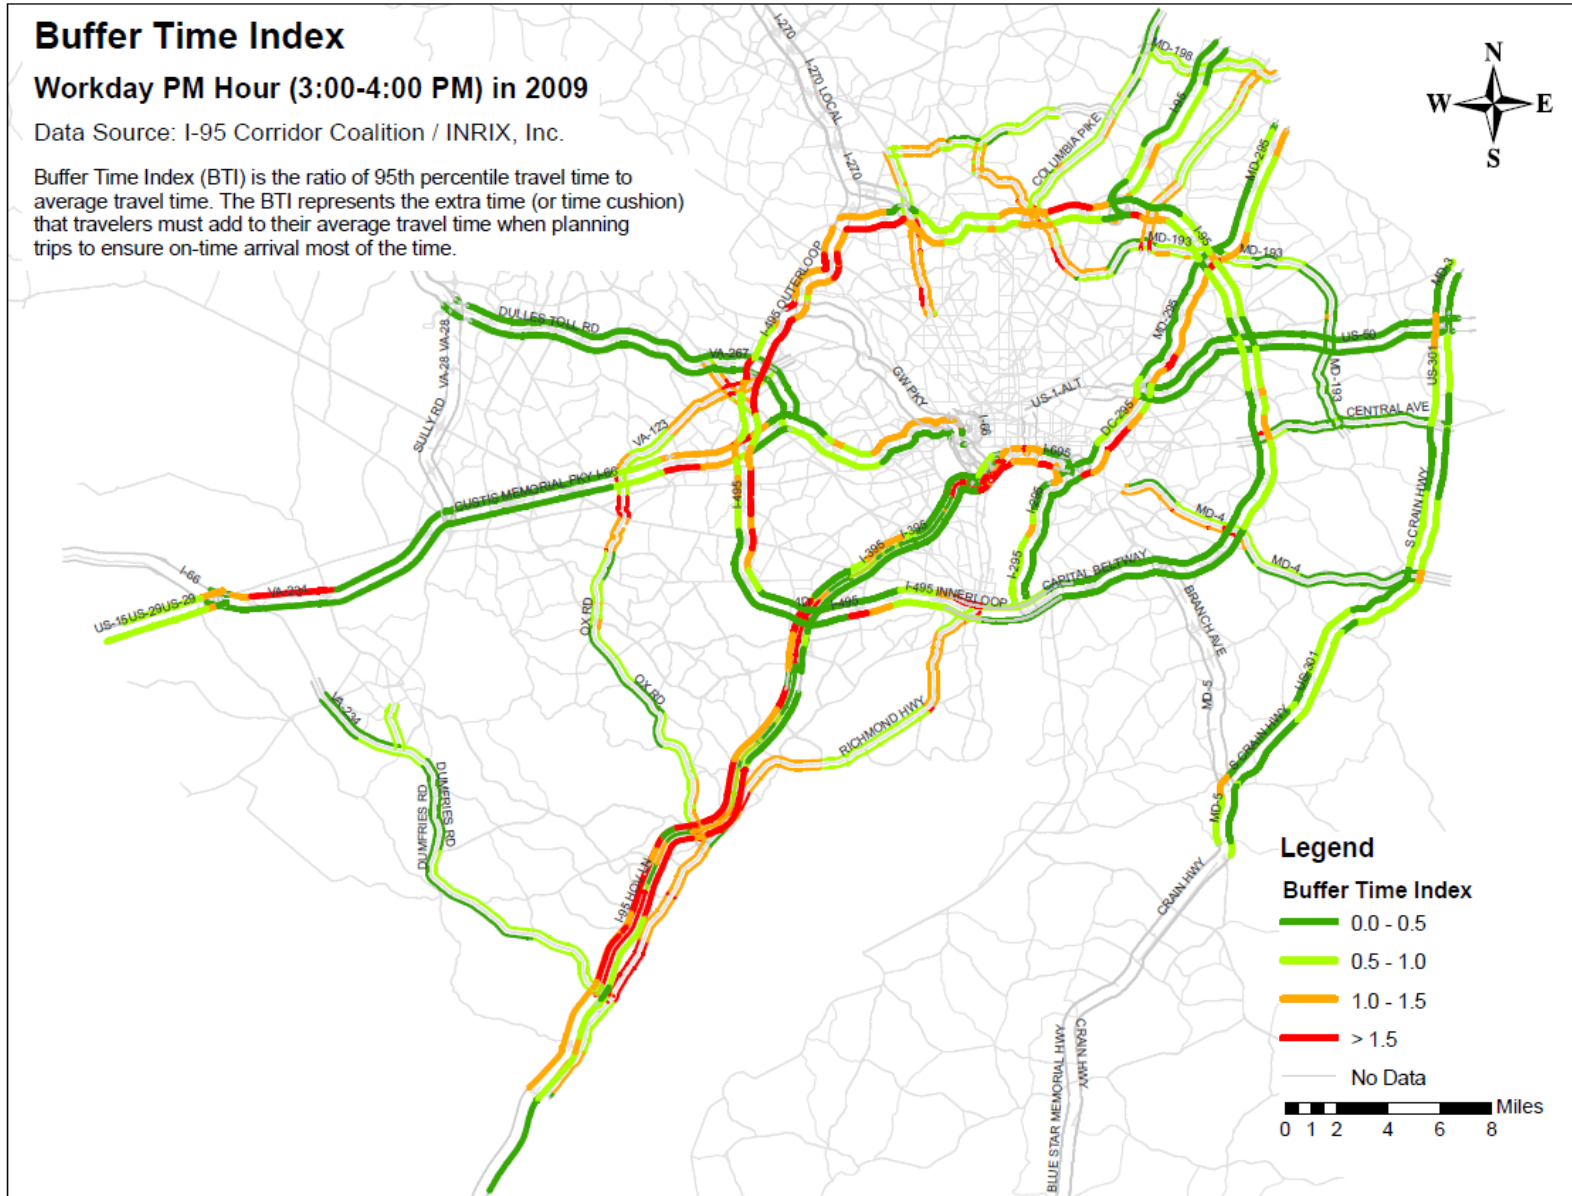 Buffer Time Index
Workday PM Hour (3:00-4:00 PM) in 2009
Data Source: I-95 Corridor Coalition / INRIX, Inc.
Buffer Time Index (BTI) is the ratio of 95th percentile travel time to
average travel time. The BTI represents the extra time (or time cushion)
that travelers must add to their average travel time when planning
trips to ensure on-time arrival most of the time.
N
W E
S
I-270
I-270 LOCAL
I-270
MD-198
I-95
COLUMBIA PIKE
MD-295
I-95
MD-193
MD-193
MD-3
I-495 OUTERLOOP
DULLES TOLL RD
VA-28
VA-28
VA-267
MD-295
US-50
US-301
MD-193
GW PKY
US-1-ALT
CENTRAL AVE
SULLY RD
VA-123
I-66
DC-295
I-695
CUSTIS MEMORIAL PKY
I-66
I-495
I-295
MD-4
S CRAIN HWY
I-395
I-395
I-66
VA-234
US-15
US-29
US-29
I-295
CAPITAL BELTWAY
MD-4
I-495
I-495 INNERLOOP
OX RD
BRANCH AVE
OX RD
VA-234
MD-5
US-301
RICHMOND HWY
S CRAIN HWY
DUMFRIES RD
DUMFRIES RD
MD-5
I-95 HOV LN
CRAIN HWY
BLUE STAR MEMORIAL HWY
CRAIN HWY
Legend
Buffer Time Index
0.0 - 0.5
0.5 - 1.0
1.0 - 1.5
> 1.5
No Data
Miles
0 1 2 4 6 8